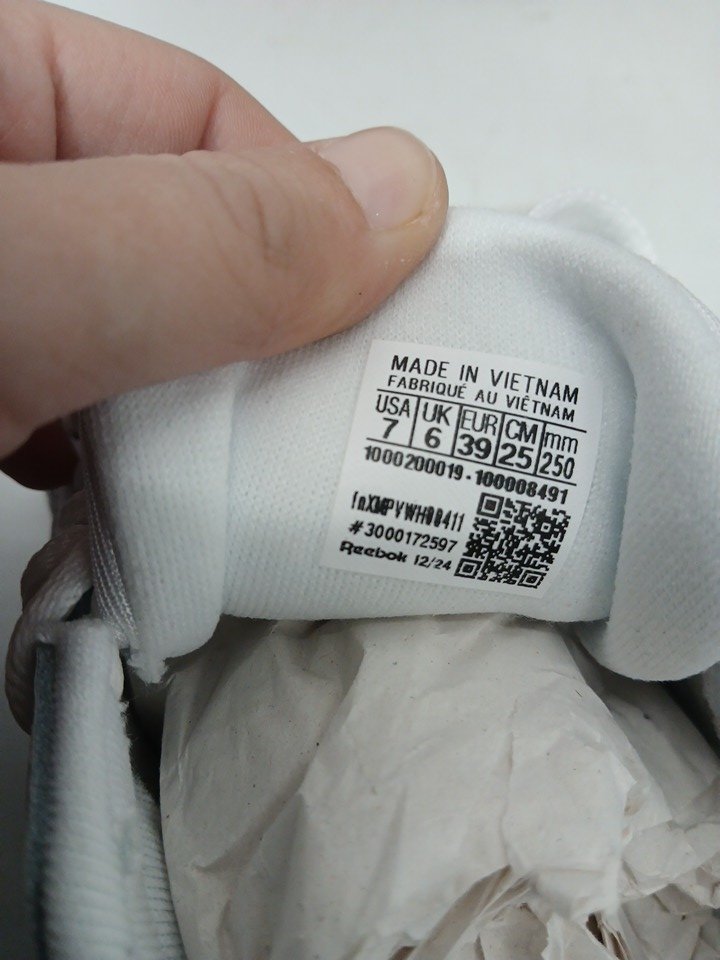 MADE IN VIETNAM
FABRIQUÉ AU VIÊTNAM
USA UK EUR CM mm
7 6 39 25 250
1000200019-100008491
#3000172597
Reebok 12/24